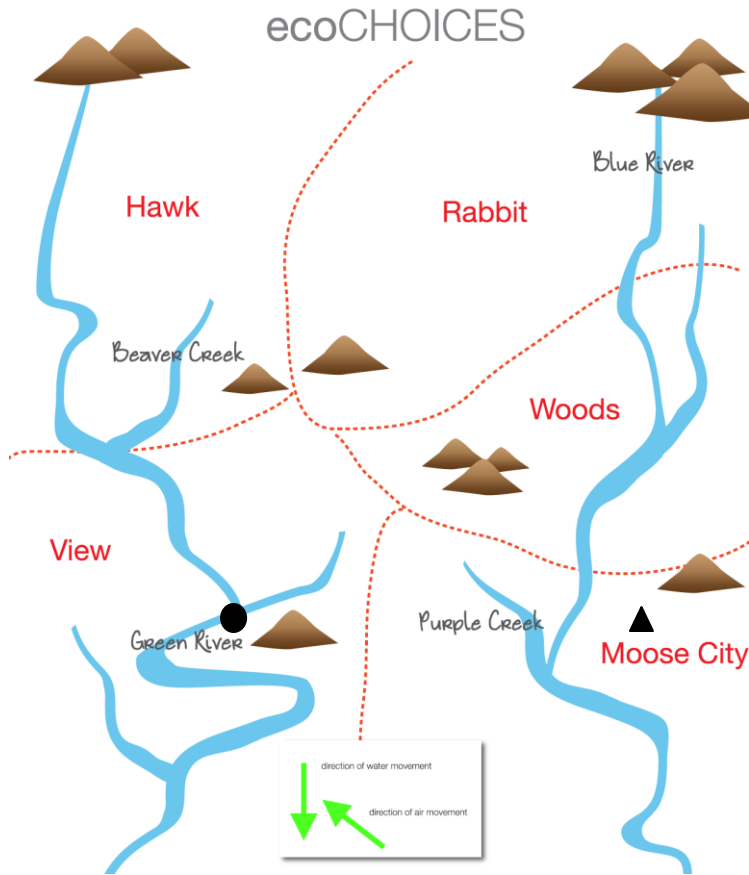 ecoCHOICES
Blue River
Hawk
Rabbit
Beaver Creek
Woods
View
Purple Creek
Green River
Moose City
direction of water movement
direction of air movement